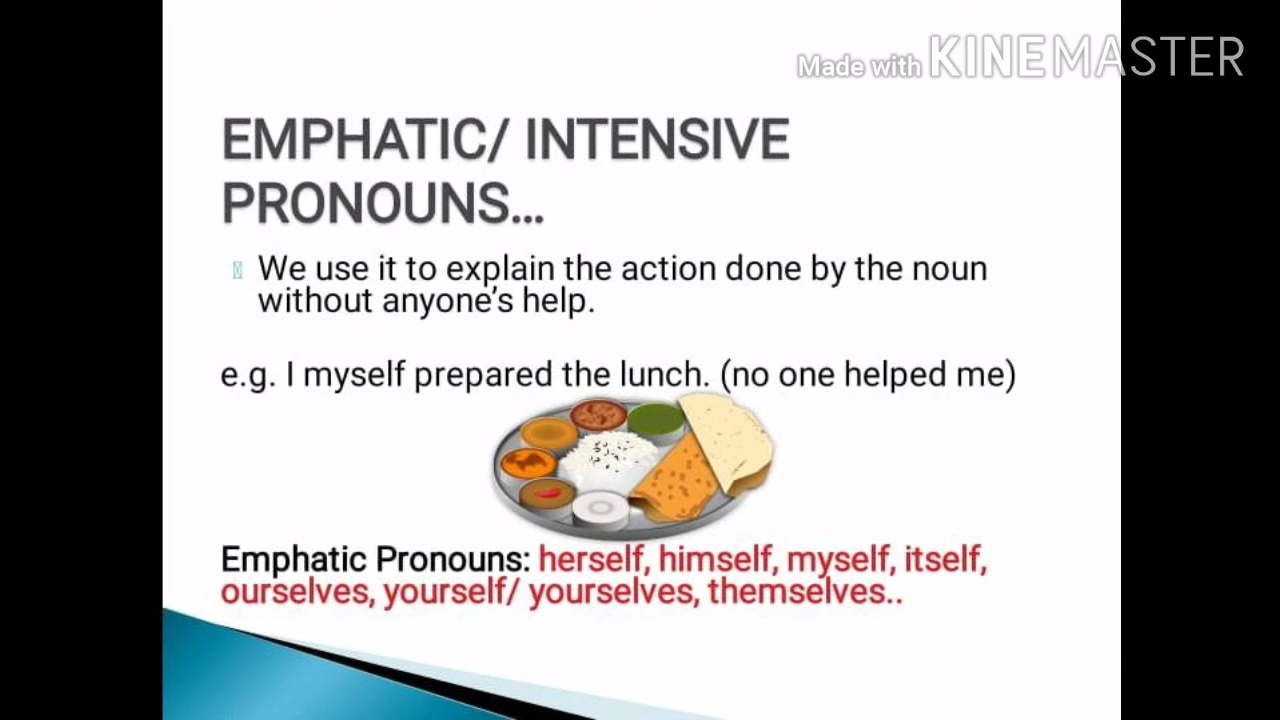 Made with KINEMASTER
EMPHATIC/ INTENSIVE
PRONOUNS...
We use it to explain the action done by the noun
without anyone's help.
e.g. I myself prepared the lunch. (no one helped me)
Emphatic Pronouns: herself, himself, myself, itself,
ourselves, yourself/ yourselves, themselves..